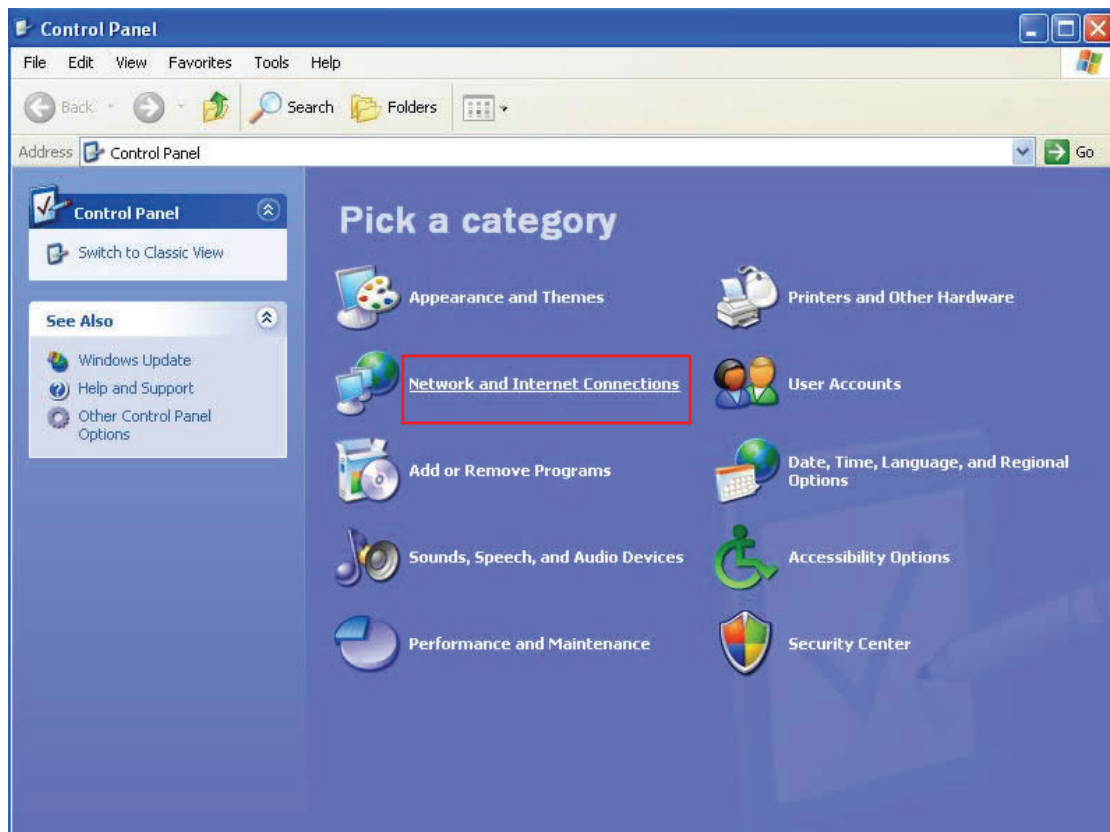 Control Panel
File Edit View Favorites Tools Help
Back Search Folders
Address Control Panel Go
Control Panel
Switch to Classic View
See Also
Windows Update
Help and Support
Other Control Panel
Options
Pick a category
Appearance and Themes
Printers and Other Hardware
Network and Internet Connections
User Accounts
Add or Remove Programs
Date, Time, Language, and Regional
Options
Sounds, Speech, and Audio Devices
Accessibility Options
Performance and Maintenance
Security Center